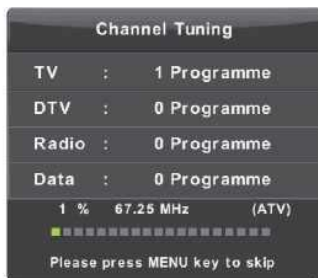 Channel Tuning
TV : 1 Programme
DTV : 0 Programme
Radio : 0 Programme
Data : 0 Programme
1 % 67.25 MHz (ATV)
Please press MENU key to skip